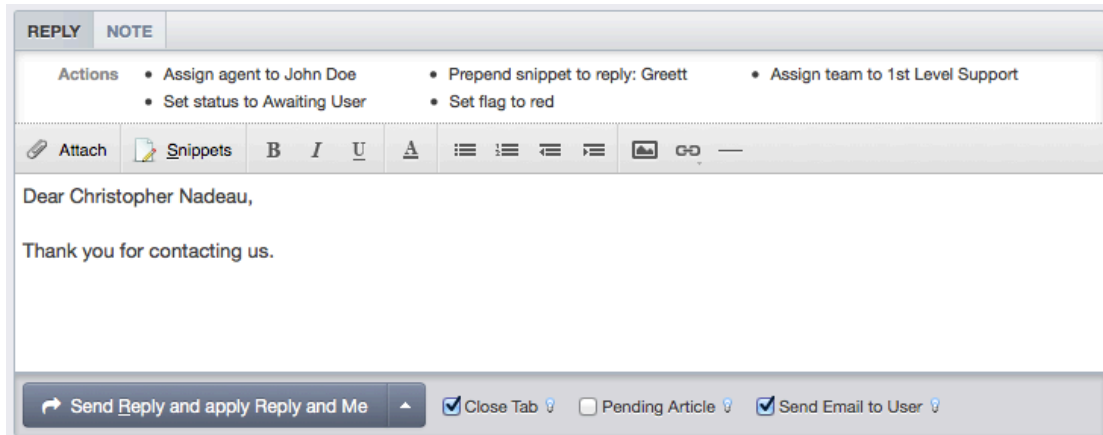 REPLY NOTE
Actions • Assign agent to John Doe • Prepend snippet to reply: Greett • Assign team to 1st Level Support
• Set status to Awaiting User • Set flag to red
Attach Snippets B I U A
Dear Christopher Nadeau,
Thank you for contacting us.
Send Reply and apply Reply and Me Close Tab Pending Article Send Email to User